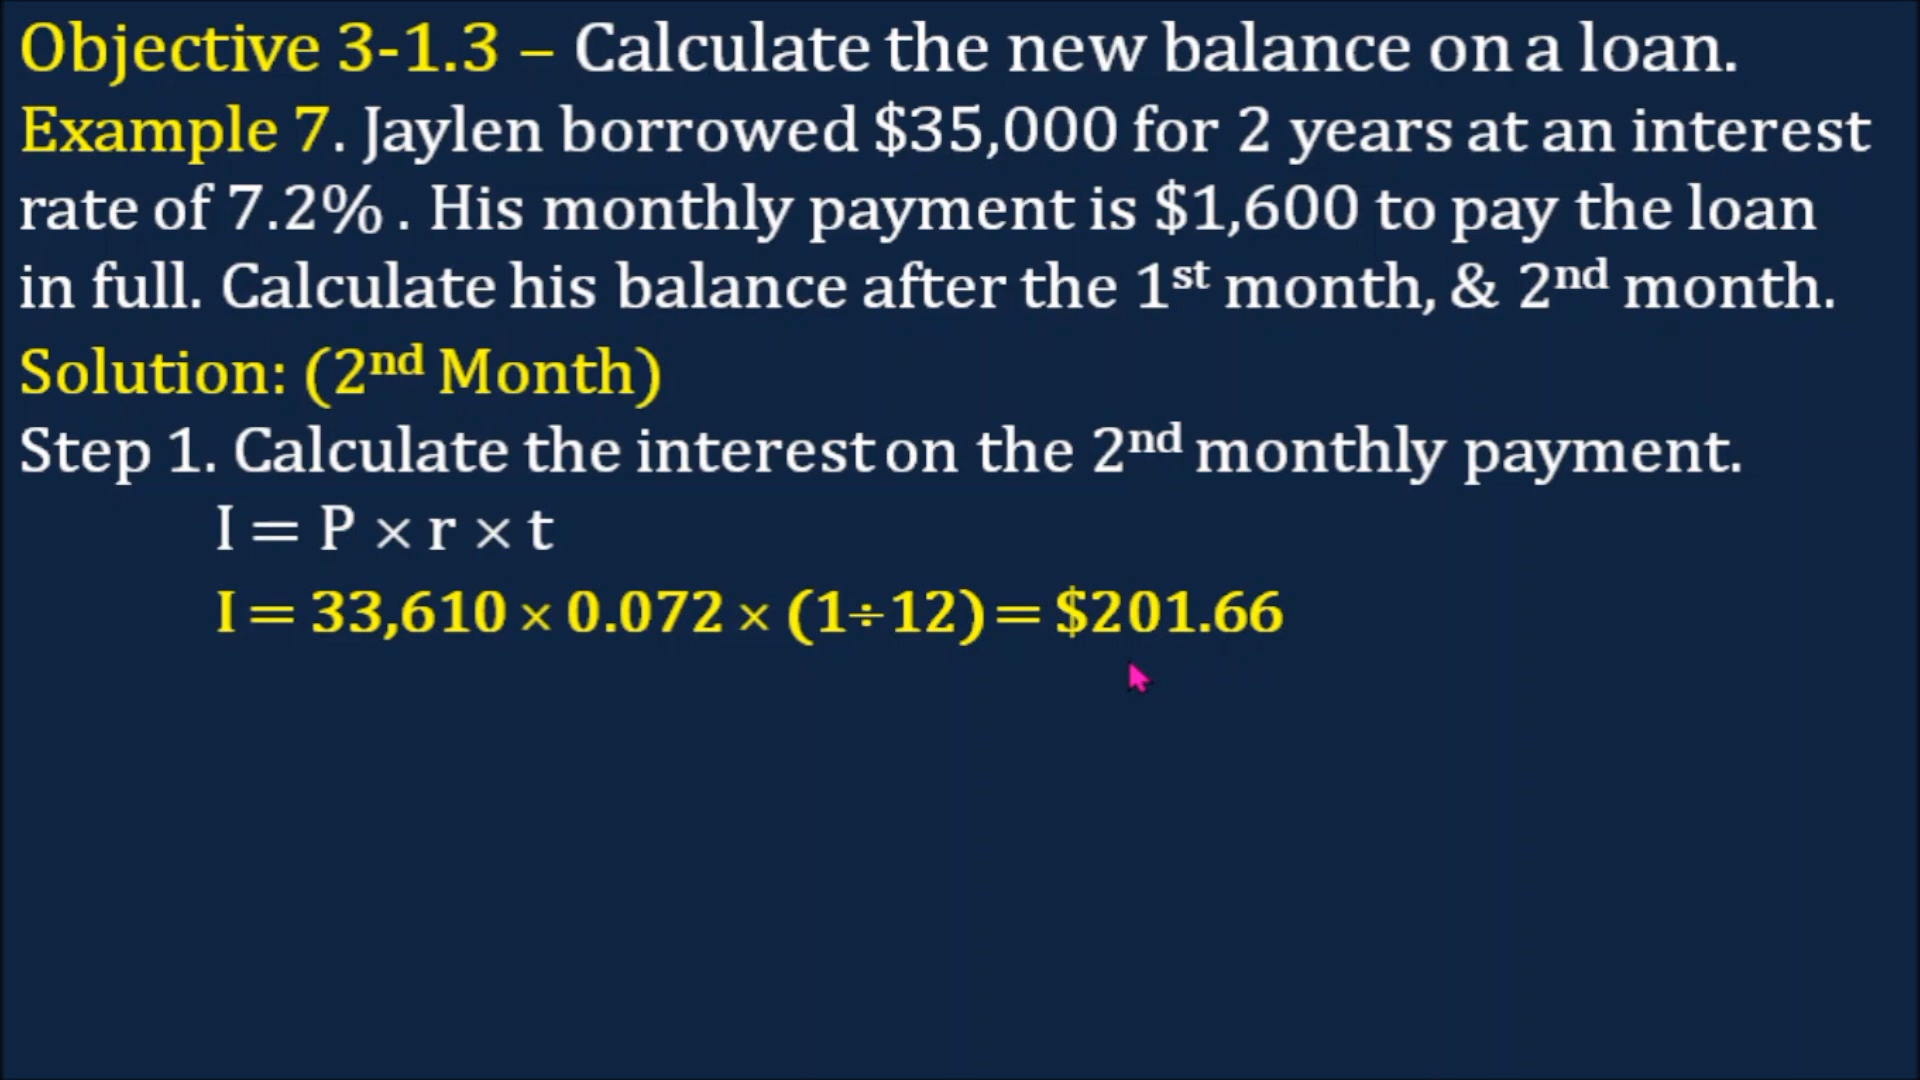 Objective 3-1.3 – Calculate the new balance on a loan.
Example 7. Jaylen borrowed $35,000 for 2 years at an interest
rate of 7.2% . His monthly payment is $1,600 to pay the loan
in full. Calculate his balance after the 1st month, & 2nd month.
Solution: (2nd Month)
Step 1. Calculate the interest on the 2nd monthly payment.
I = P × r × t
I = 33,610 × 0.072 × (1÷12) = $201.66